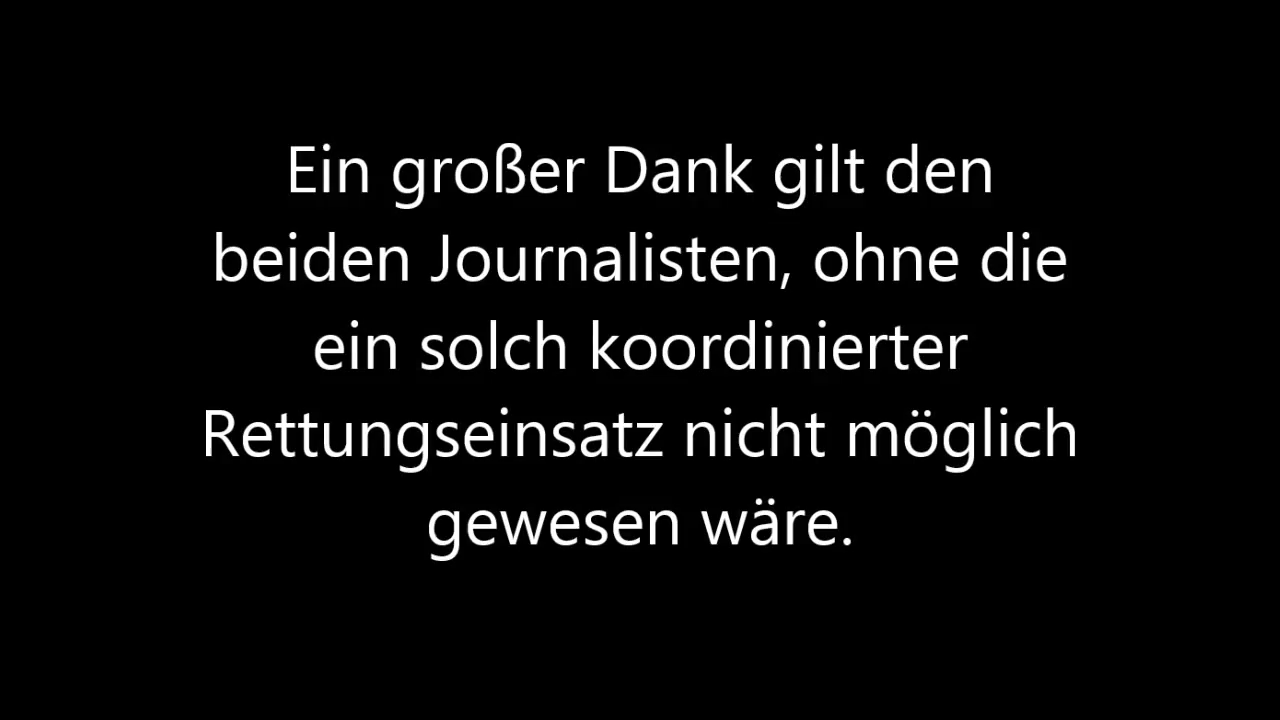 Ein großer Dank gilt den
beiden Journalisten, ohne die
ein solch koordinierter
Rettungseinsatz nicht möglich
gewesen wäre.